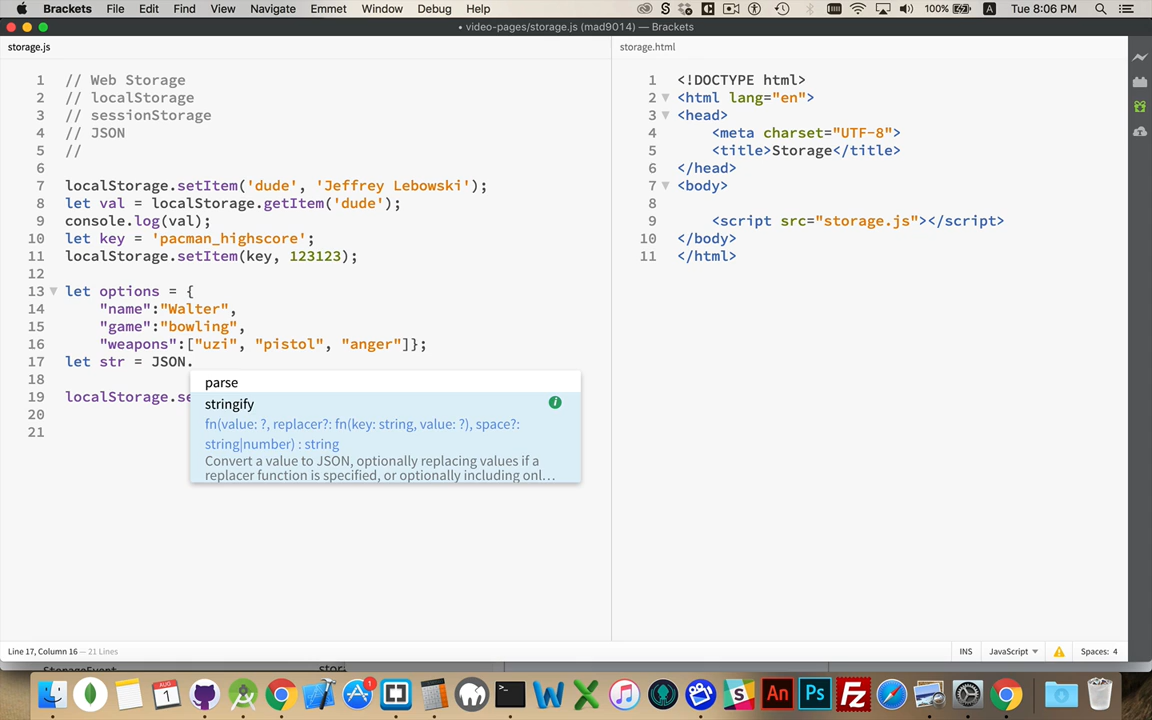 Brackets File Edit Find View Navigate Emmet Window Debug Help 100% A Tue 8:06 PM
• video-pages/storage.js (mad9014) — Brackets
storage.js
1 // Web Storage
2 // localStorage
3 // sessionStorage
4 // JSON
5 //
6
7 localStorage.setItem('dude', 'Jeffrey Lebowski');
8 let val = localStorage.getItem('dude');
9 console.log(val);
10 let key = 'pacman_highscore';
11 localStorage.setItem(key, 123123);
12
13 let options = {
14 "name":"Walter",
15 "game":"bowling",
16 "weapons":["uzi", "pistol", "anger"]};
17 let str = JSON.
18
19 localStorage.se
20
21
parse
stringify
fn(value: ?, replacer?: fn(key: string, value: ?), space?:
string|number) : string
Convert a value to JSON, optionally replacing values if a
replacer function is specified, or optionally including onl…
storage.html
1 <!DOCTYPE html>
2 <html lang="en">
3 <head>
4 <meta charset="UTF-8">
5 <title>Storage</title>
6 </head>
7 <body>
8
9 <script src="storage.js"></script>
10 </body>
11 </html>
Line 17, Column 16 — 21 Lines
INS JavaScript Spaces: 4
1 1 S An Ps Fz